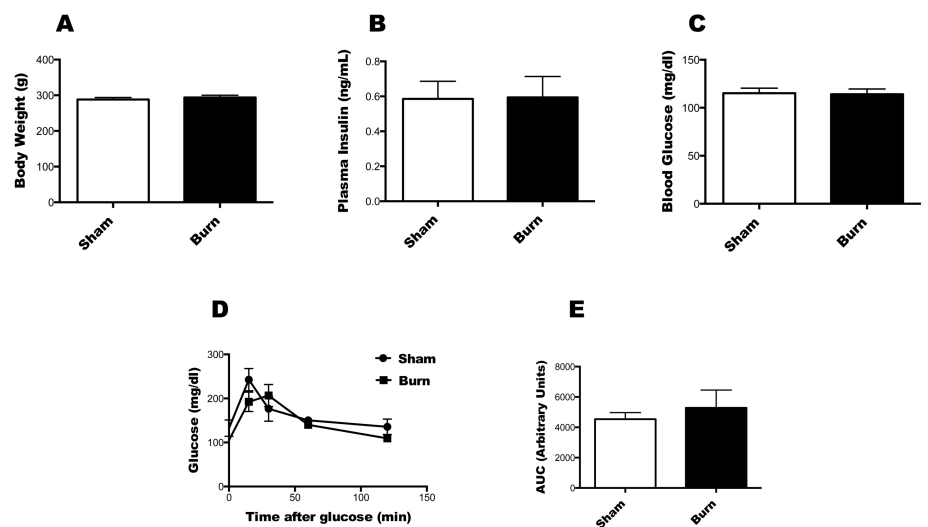 A
Body Weight (g)
400
300
200
100
0
Sham
Burn
B
Plasma Insulin (ng/mL)
0.8
0.6
0.4
0.2
0.0
Sham
Burn
C
Blood Glucose (mg/dl)
150
100
50
0
Sham
Burn
D
Glucose (mg/dl)
300
200
100
0
0
50
100
150
Time after glucose (min)
Sham
Burn
E
AUC (Arbitrary Units)
8000
6000
4000
2000
0
Sham
Burn